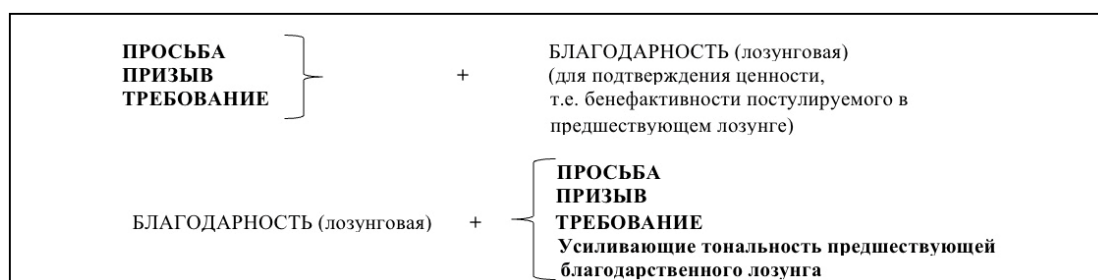 ПРОСЬБА
ПРИЗЫВ
ТРЕБОВАНИЕ
+
БЛАГОДАРНОСТЬ (лозунговая)
(для подтверждения ценности,
т.е. бенефактивности постулируемого в
предшествующем лозунге)
БЛАГОДАРНОСТЬ (лозунговая) +
ПРОСЬБА
ПРИЗЫВ
ТРЕБОВАНИЕ
Усиливающие тональность предшествующей
благодарственного лозунга